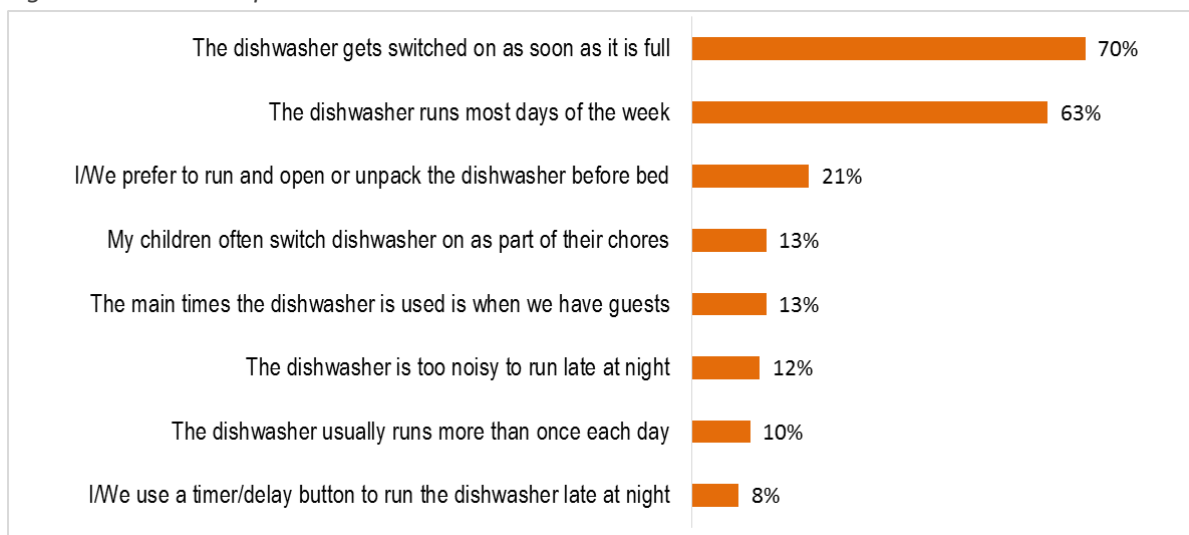 The dishwasher gets switched on as soon as it is full 70%
The dishwasher runs most days of the week 63%
I/We prefer to run and open or unpack the dishwasher before bed 21%
My children often switch dishwasher on as part of their chores 13%
The main times the dishwasher is used is when we have guests 13%
The dishwasher is too noisy to run late at night 12%
The dishwasher usually runs more than once each day 10%
I/We use a timer/delay button to run the dishwasher late at night 8%